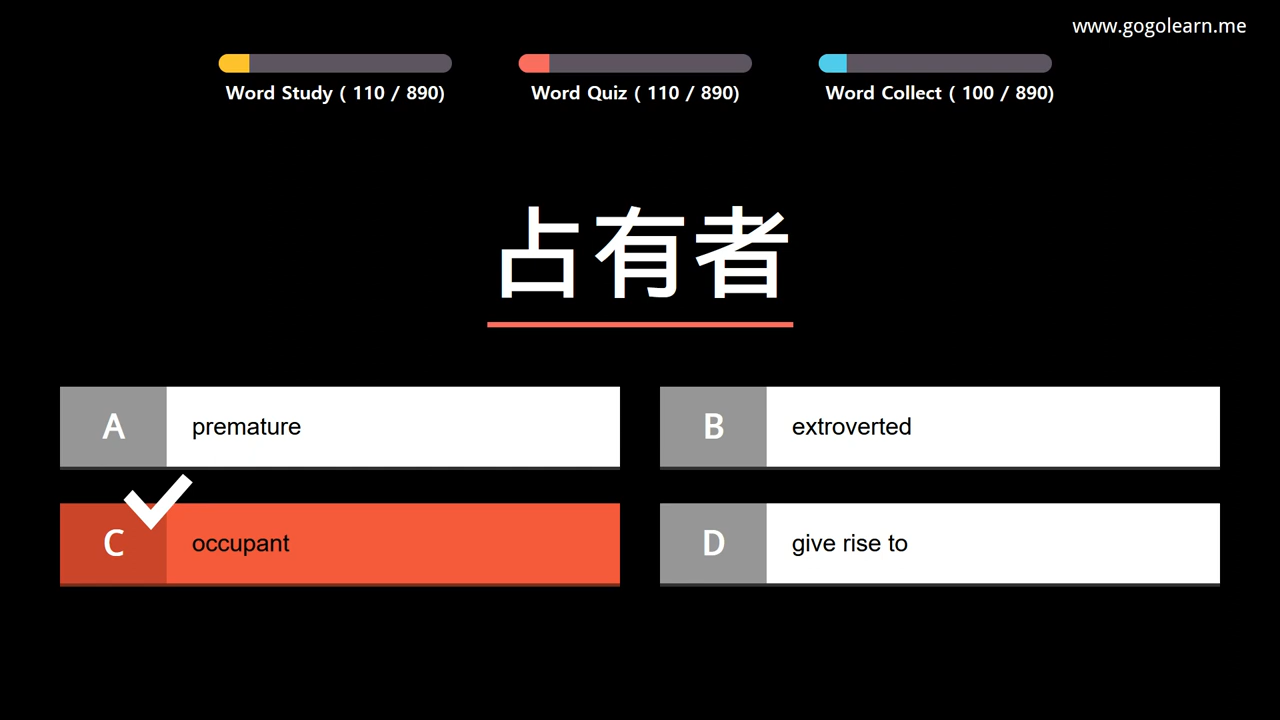 www.gogolearn.me
Word Study ( 110 / 890)
Word Quiz ( 110 / 890)
Word Collect ( 100 / 890)
占有者
A premature
B extroverted
C occupant
D give rise to